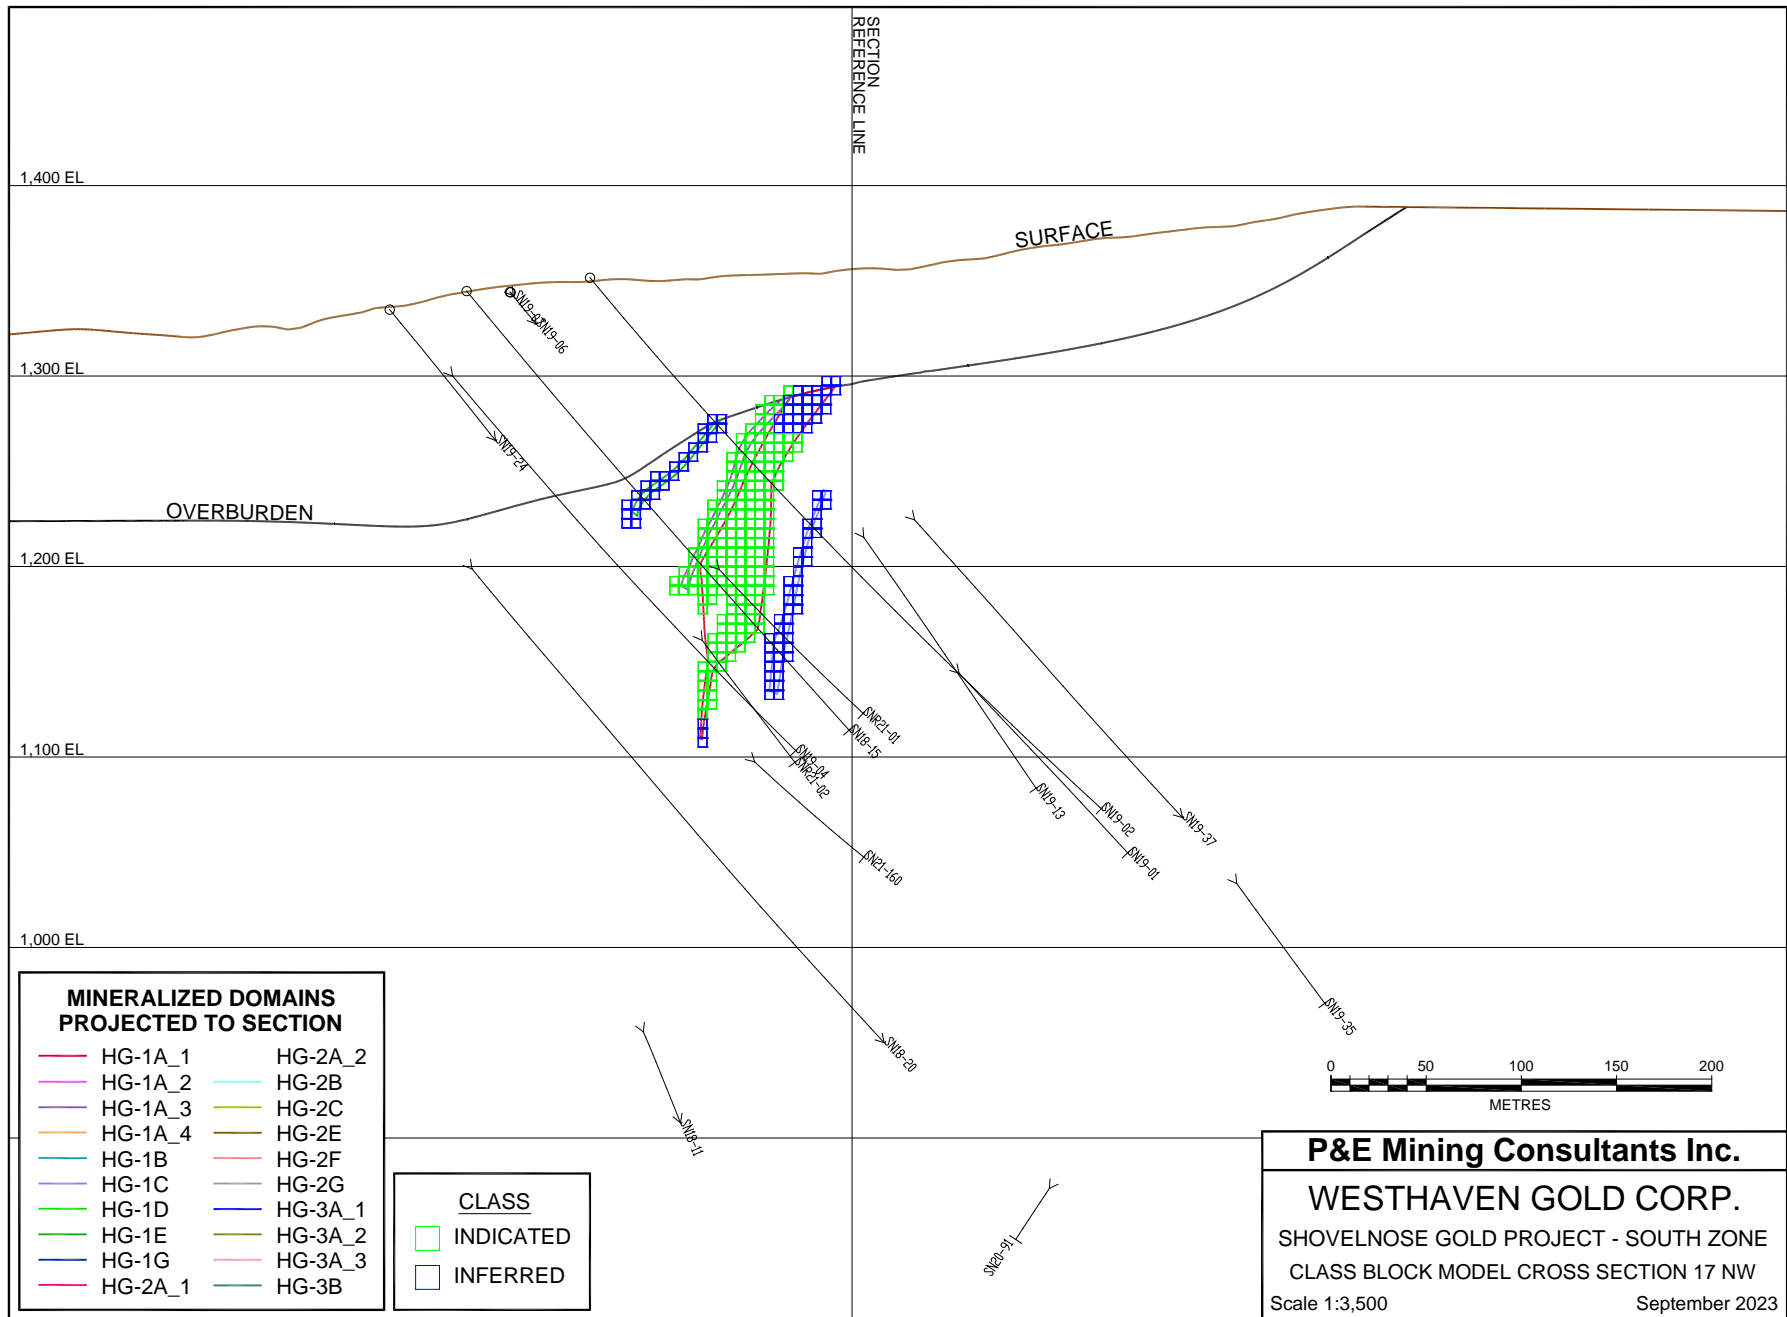 SECTION
REFERENCE LINE
1,400 EL
SURFACE
SN19-03
SN19-06
1,300 EL
SN19-24
OVERBURDEN
1,200 EL
SNR21-01
SN18-15
1,100 EL
SN19-04
SNR21-02
SN19-13
SN19-02
SN19-37
SN19-01
SN21-160
1,000 EL
SN19-35
SN18-20
SN18-11
SN20-91
MINERALIZED DOMAINS
PROJECTED TO SECTION
HG-1A_1
HG-1A_2
HG-1A_3
HG-1A_4
HG-1B
HG-1C
HG-1D
HG-1E
HG-1G
HG-2A_1
HG-2A_2
HG-2B
HG-2C
HG-2E
HG-2F
HG-2G
HG-3A_1
HG-3A_2
HG-3A_3
HG-3B
CLASS
INDICATED
INFERRED
0 50 100 150 200
METRES
P&E Mining Consultants Inc.
WESTHAVEN GOLD CORP.
SHOVELNOSE GOLD PROJECT - SOUTH ZONE
CLASS BLOCK MODEL CROSS SECTION 17 NW
Scale 1:3,500 September 2023